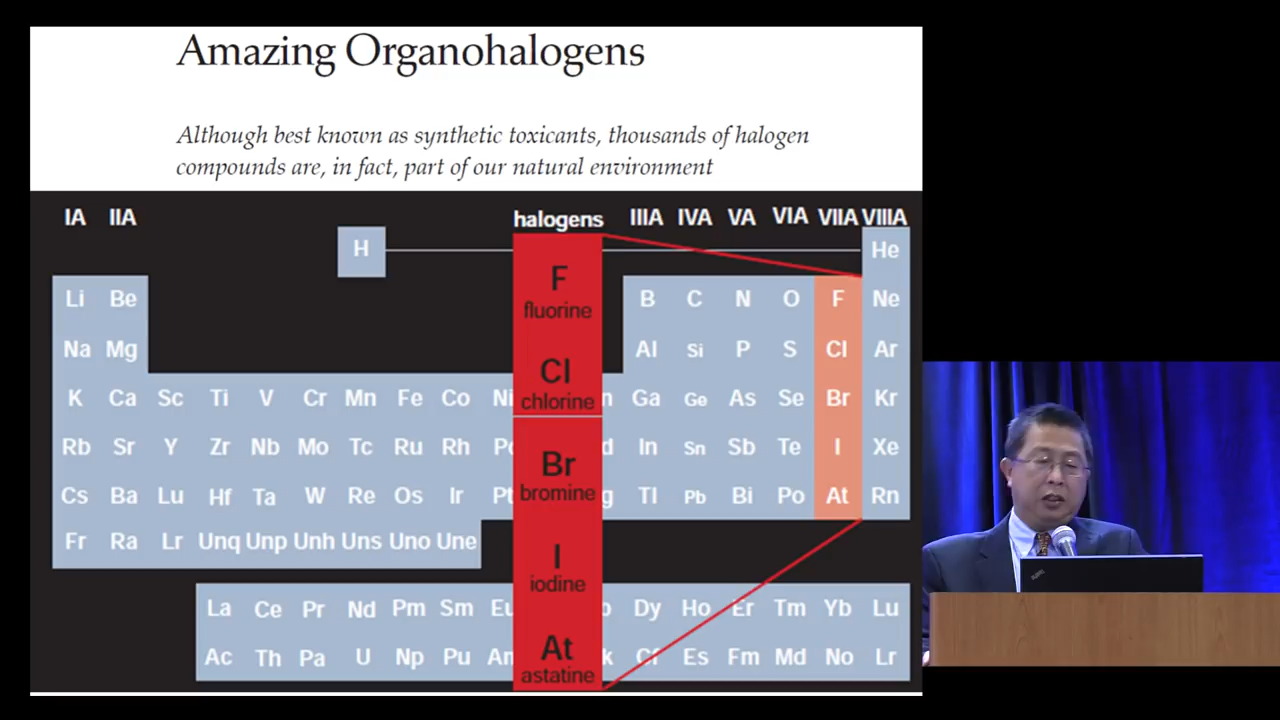 Amazing Organohalogens
Although best known as synthetic toxicants, thousands of halogen
compounds are, in fact, part of our natural environment
IA IIA halogens IIIA IVA VA VIA VIIA VIIIA
H He
F
fluorine
Li Be B C N O F Ne
Na Mg Al Si P S Cl Ar
Cl
chlorine
K Ca Sc Ti V Cr Mn Fe Co Ni n Ga Ge As Se Br Kr
Rb Sr Y Zr Nb Mo Tc Ru Rh d In Sn Sb Te I Xe
Br
bromine
Cs Ba Lu Hf Ta W Re Os Ir Pt g Tl Pb Bi Po At Rn
Fr Ra Lr Unq Unp Unh Uns Uno Une
I
iodine
La Ce Pr Nd Pm Sm Eu Dy Ho Er Tm Yb Lu
At
astatine
Ac Th Pa U Np Pu k Cf Es Fm Md No Lr